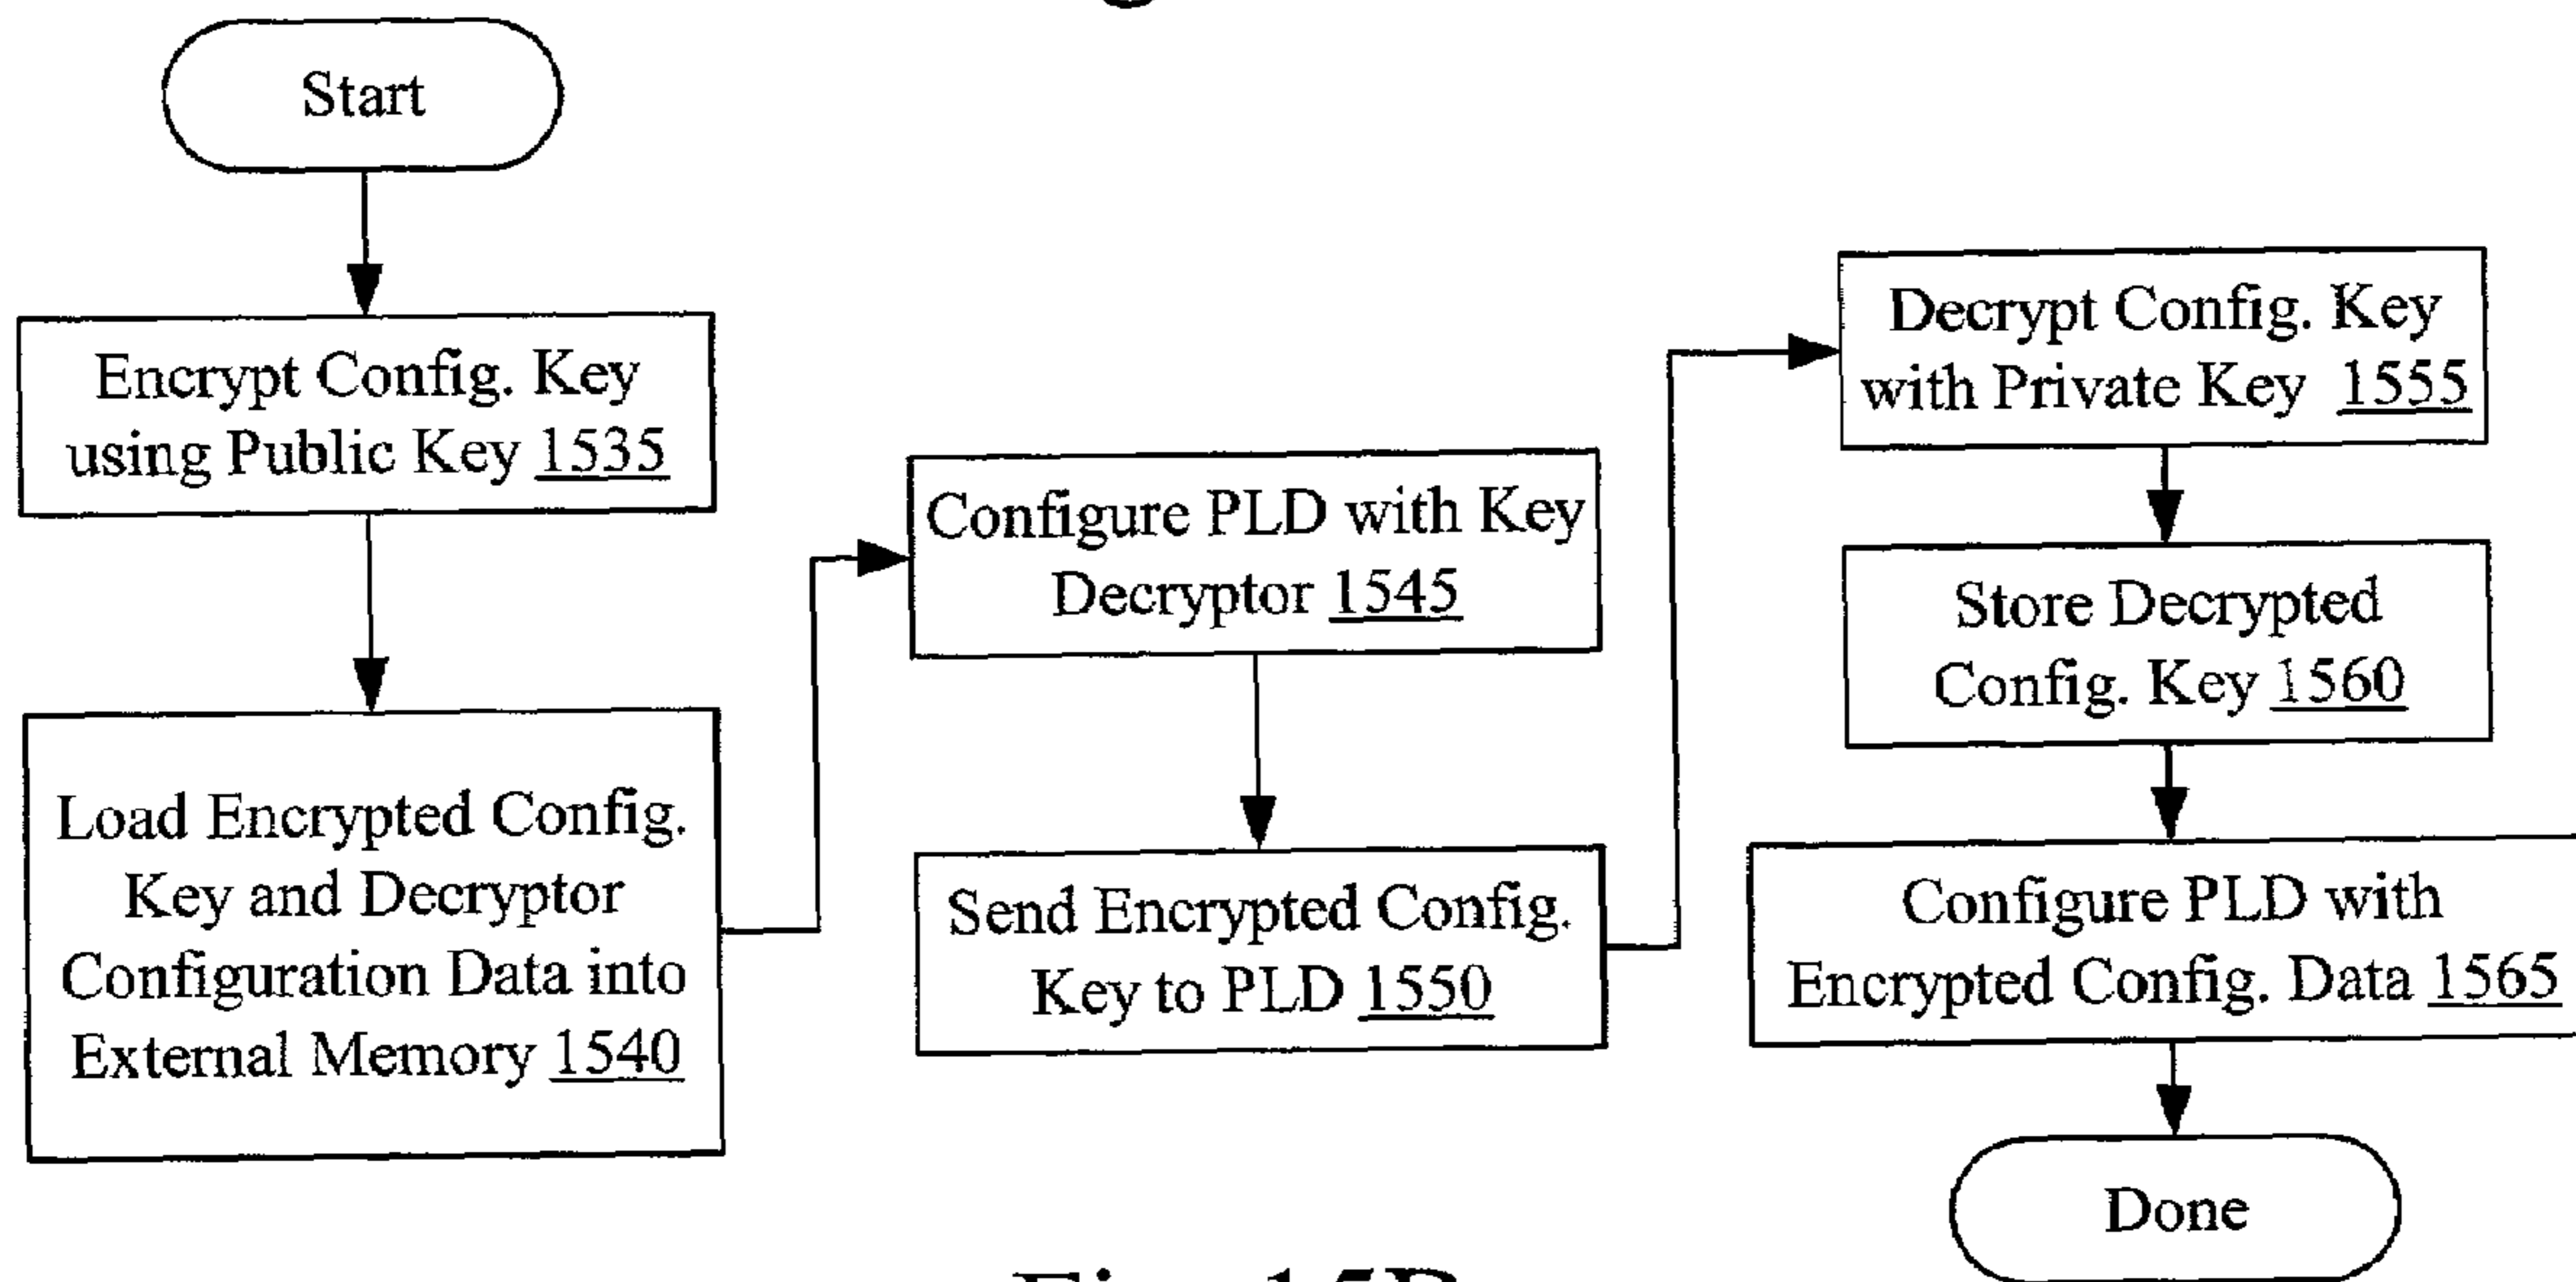 Start
Encrypt Config. Key
using Public Key 1535
Load Encrypted Config.
Key and Decryptor
Configuration Data into
External Memory 1540
Configure PLD with Key
Decryptor 1545
Send Encrypted Config.
Key to PLD 1550
Decrypt Config. Key
with Private Key 1555
Store Decrypted
Config. Key 1560
Configure PLD with
Encrypted Config. Data 1565
Done